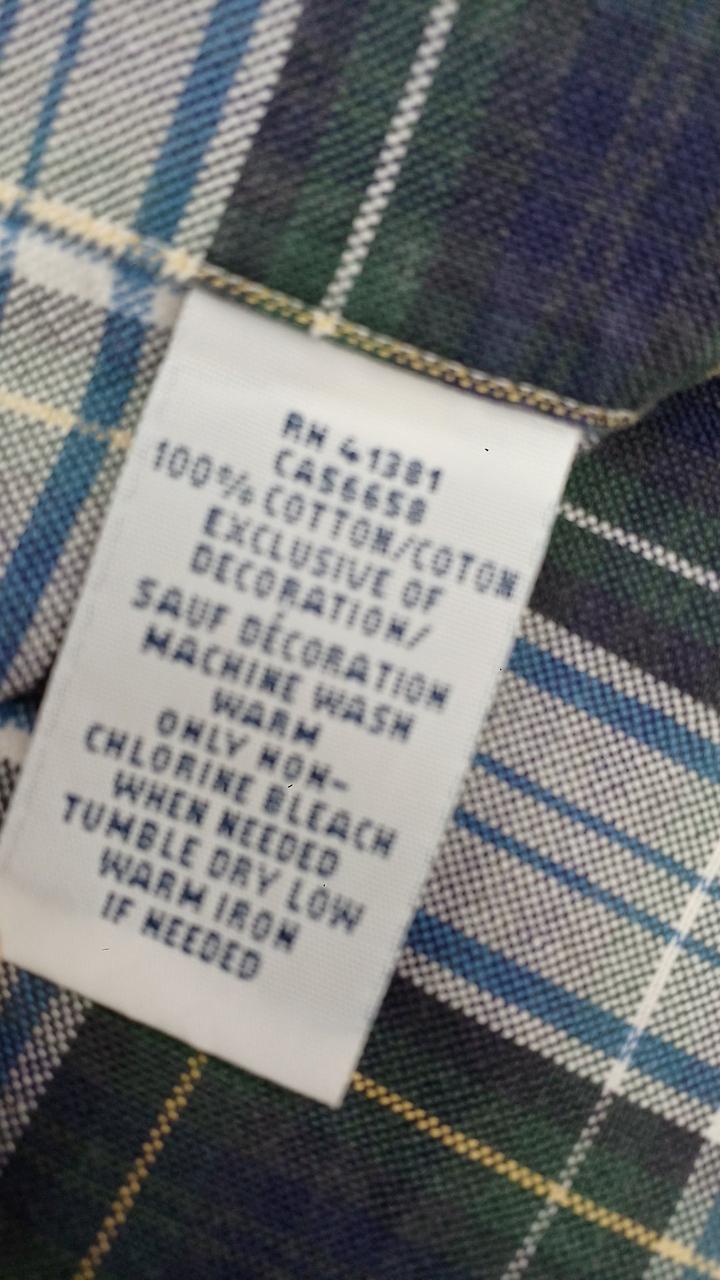 RN 41381
CA56658
100% COTTON/COTON
EXCLUSIVE OF
DECORATION/
SAUF DÉCORATION
MACHINE WASH
WARM
ONLY NON-
CHLORINE BLEACH
WHEN NEEDED
TUMBLE DRY LOW
WARM IRON
IF NEEDED